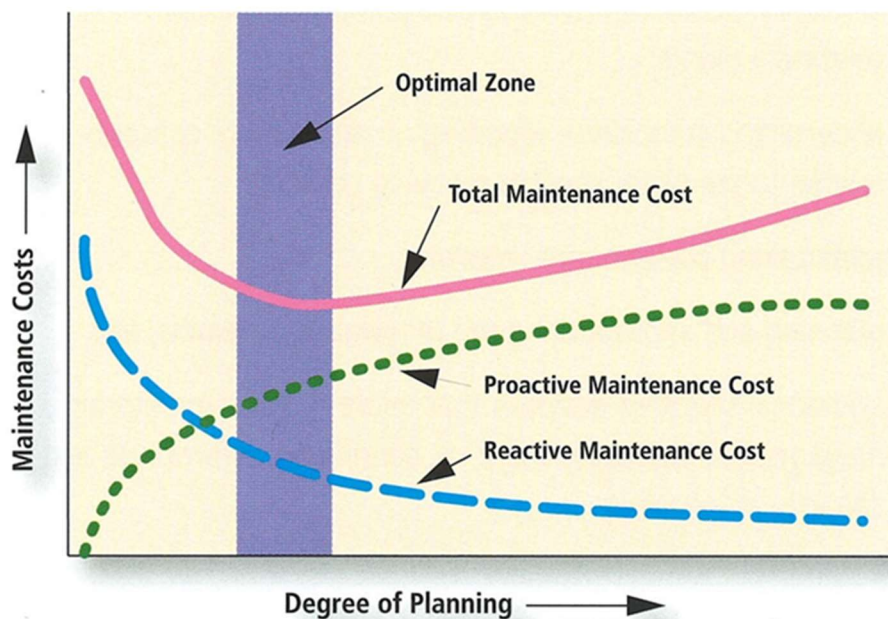 Optimal Zone
Total Maintenance Cost
Maintenance Costs
Proactive Maintenance Cost
Reactive Maintenance Cost
Degree of Planning